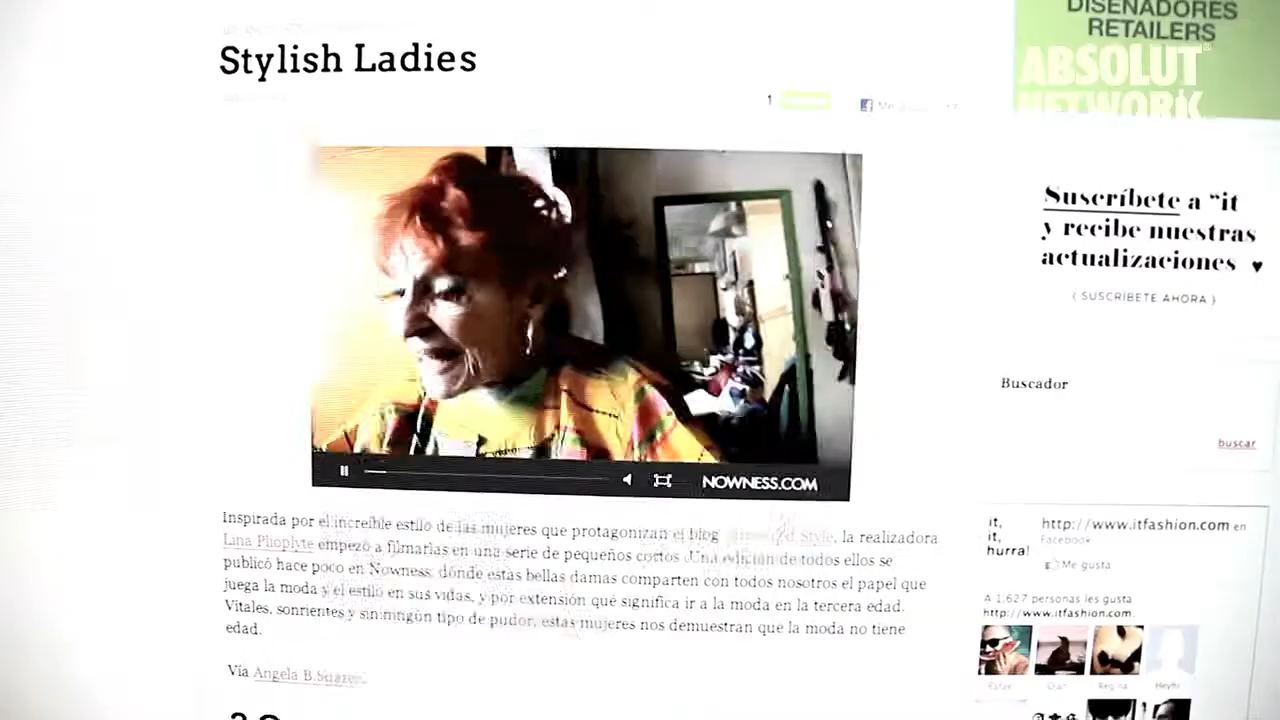 Stylish Ladies
DISEÑADORES
RETAILERS
ABSOLUT
NETWORK
1
Suscríbete a “it
y recibe nuestras
actualizaciones ♥
( SUSCRÍBETE AHORA )
Buscador
buscar
NOWNESS.COM
Inspirada por el increíble estilo de las mujeres que protagonizan el blog Style, la realizadora
Lina Plioplyte empezó a filmarlas en una serie de pequeños cortos. Una edición de todos ellos se
publicó hace poco en Nowness, dónde estas bellas damas comparten con todos nosotros el papel que
juega la moda y el estilo en sus vidas, y por extensión qué significa ir a la moda en la tercera edad.
Vitales, sonrientes y sin ningún tipo de pudor, estas mujeres nos demuestran que la moda no tiene
edad.
Vía Angela B.Suarez.
it,
it,
hurra!
http://www.itfashion.com en
Facebook
Me gusta
A 1,627 personas les gusta
http://www.itfashion.com.
Regina